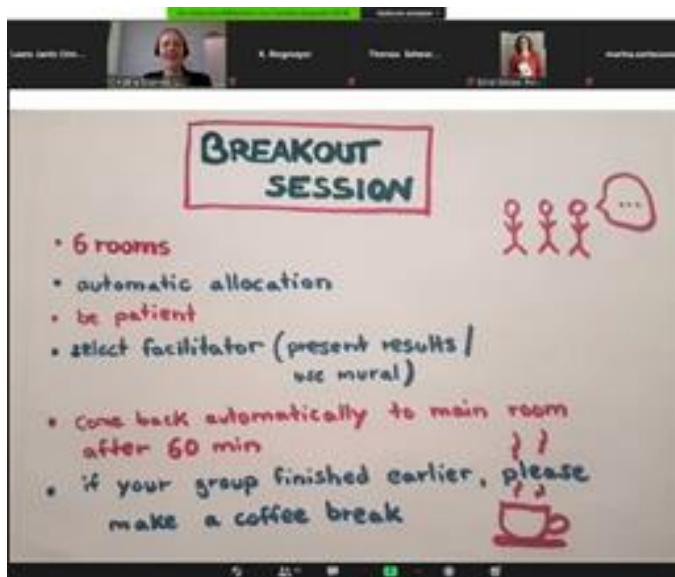 BREAKOUT
SESSION
...
• 6 rooms
• automatic allocation
• be patient
• select facilitator (present results /
use mural)
• come back automatically to main room
after 60 min
• if your group finished earlier, please
make a coffee break